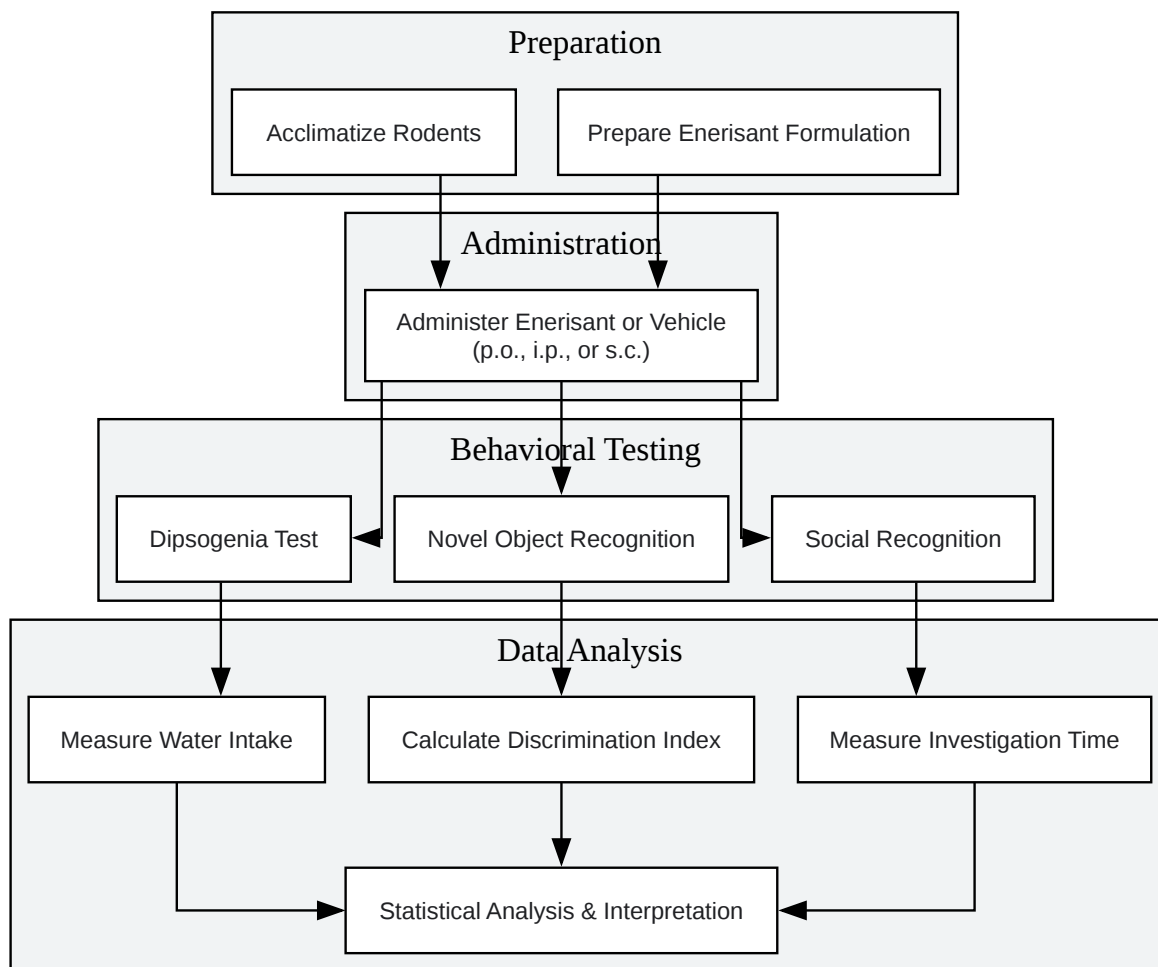 Preparation
Acclimatize Rodents
Prepare Enerisant Formulation
Administration
Administer Enerisant or Vehicle
(p.o., i.p., or s.c.)
Behavioral Testing
Dipsogenia Test
Novel Object Recognition
Social Recognition
Data Analysis
Measure Water Intake
Calculate Discrimination Index
Measure Investigation Time
Statistical Analysis & Interpretation